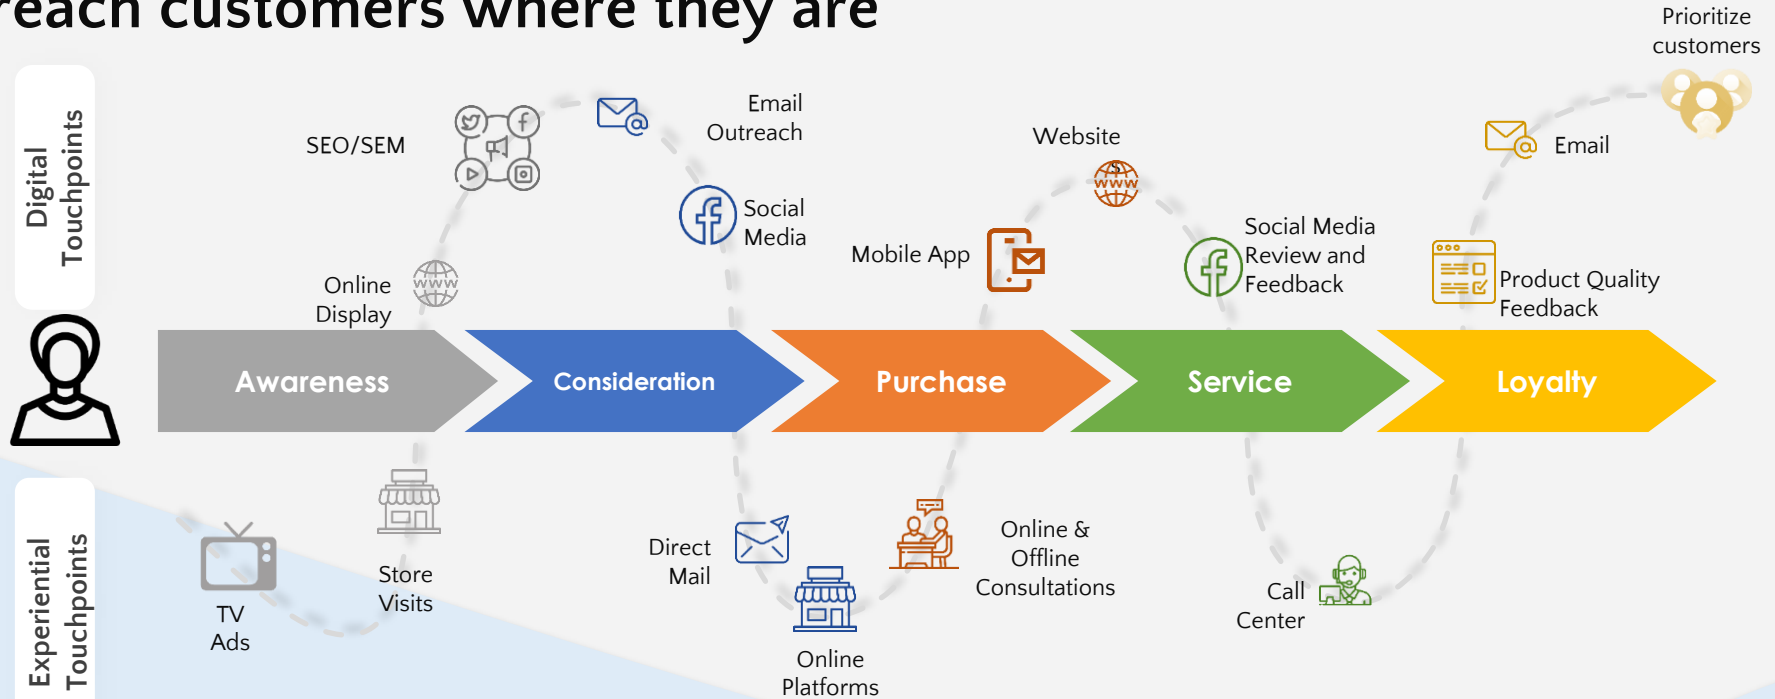 reach customers where they are
Prioritize
customers
Digital
Touchpoints
SEO/SEM
Email
Outreach
Social
Media
Online
Display
www
Website
s
www
Mobile App
Social Media
Review and
Feedback
Email
Product Quality
Feedback
Awareness
Consideration
Purchase
Service
Loyalty
Experiential
Touchpoints
TV
Ads
Store
Visits
Direct
Mail
Online
Platforms
Online &
Offline
Consultations
Call
Center